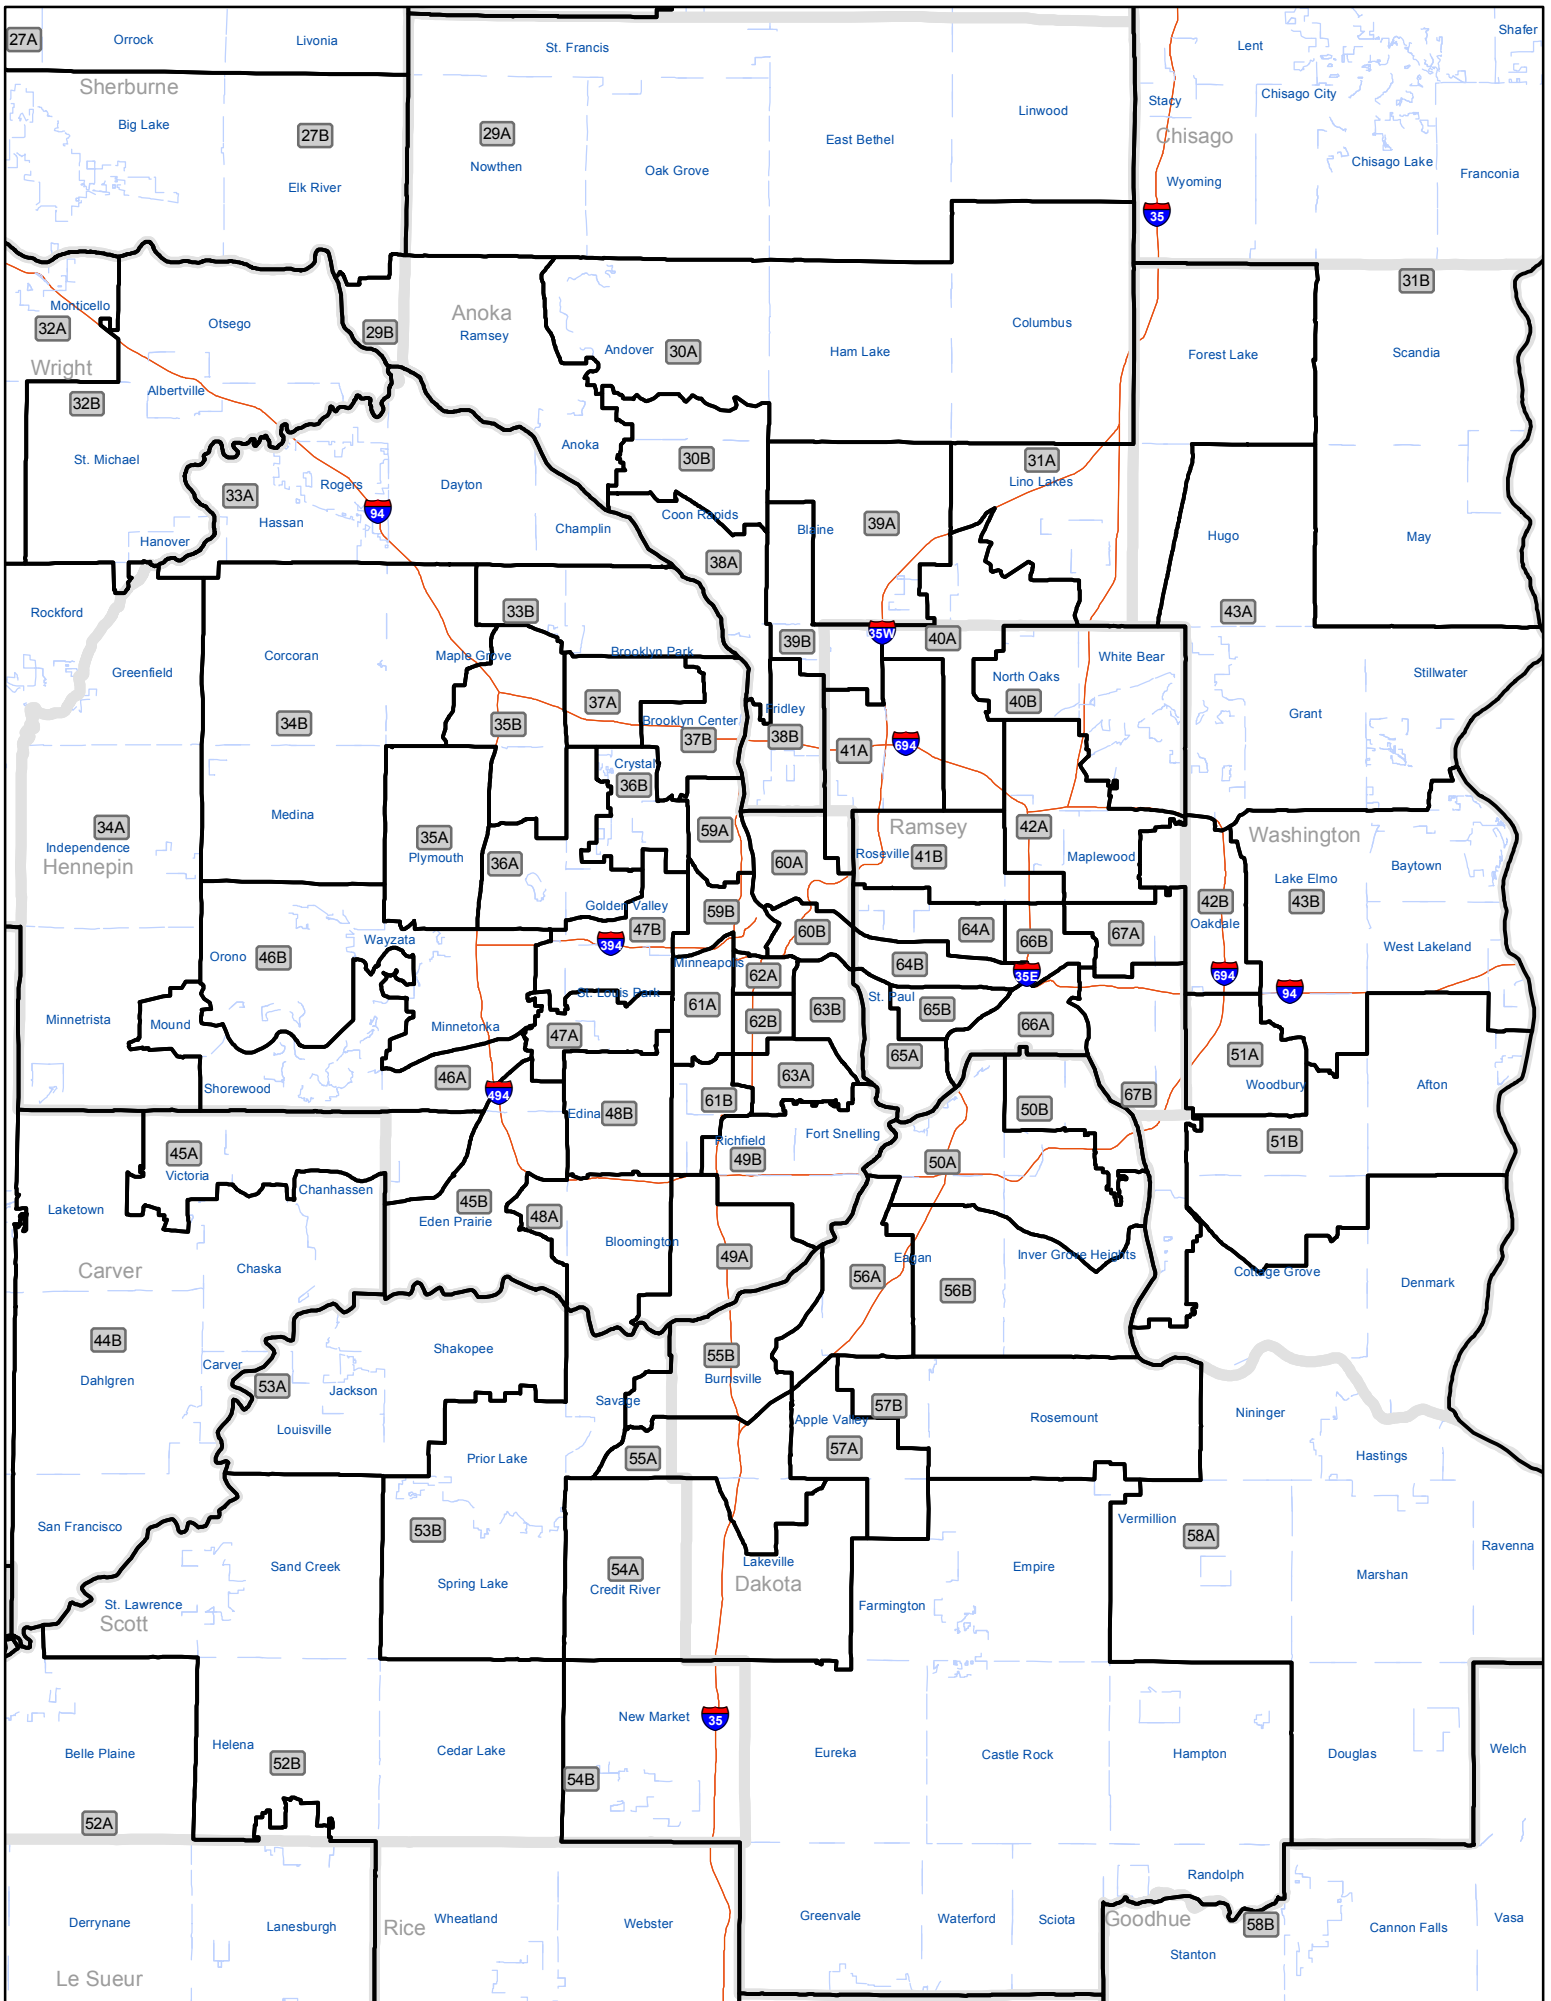 27A
Orrock
Livonia
St. Francis
Lent
Shafer
Sherburne
Big Lake
27B
Elk River
29A
Nowthen
Oak Grove
East Bethel
Linwood
Stacy
Chisago City
Chisago
Chisago Lake
Wyoming
Franconia
35
31B
Monticello
32A
Otsego
29B
Anoka
Ramsey
Andover
30A
Ham Lake
Columbus
Forest Lake
Scandia
Wright
32B
Albertville
St. Michael
33A
Rogers
Hassan
94
Dayton
Anoka
30B
Champlin
Coon Rapids
Blaine
39A
31A
Lino Lakes
Hanover
38A
Hugo
May
Rockford
33B
43A
Greenfield
Corcoran
Maple Grove
Brooklyn Park
39B
35W
40A
White Bear
North Oaks
40B
Stillwater
34B
35B
37A
Brooklyn Center
37B
Fridley
38B
41A
694
Grant
Crystal
36B
34A
Independence
Hennepin
Medina
35A
Plymouth
36A
59A
60A
Ramsey
Roseville
41B
42A
Maplewood
Washington
Lake Elmo
43B
Baytown
Golden Valley
47B
59B
60B
64A
66B
67A
42B
Oakdale
Orono
46B
Wayzata
394
Minneapolis
62A
64B
35E
694
94
West Lakeland
Minnetrista
Mound
Minnetonka
St. Louis Park
61A
62B
63B
St. Paul
65B
66A
47A
65A
51A
Woodbury
Afton
Shorewood
46A
494
63A
61B
67B
Edina
48B
50B
Richfield
49B
Fort Snelling
50A
51B
45A
Victoria
Chanhassen
Laketown
45B
Eden Prairie
48A
Bloomington
49A
Eagan
56A
56B
Inver Grove Heights
Cottage Grove
Denmark
Carver
Chaska
44B
Dahlgren
Carver
53A
Jackson
Louisville
Shakopee
Savage
55B
Burnsville
Apple Valley
57B
57A
Rosemount
Nininger
Hastings
Prior Lake
55A
San Francisco
53B
Sand Creek
Spring Lake
54A
Credit River
Lakeville
Dakota
Empire
Vermillion
58A
Marshan
Ravenna
St. Lawrence
Scott
Farmington
New Market
35
Belle Plaine
Helena
52B
Cedar Lake
54B
Eureka
Castle Rock
Hampton
Douglas
Welch
52A
Randolph
Derrynane
Lanesburgh
Rice
Wheatland
Webster
Greenvale
Waterford
Sciota
Goodhue
58B
Stanton
Cannon Falls
Vasa
Le Sueur